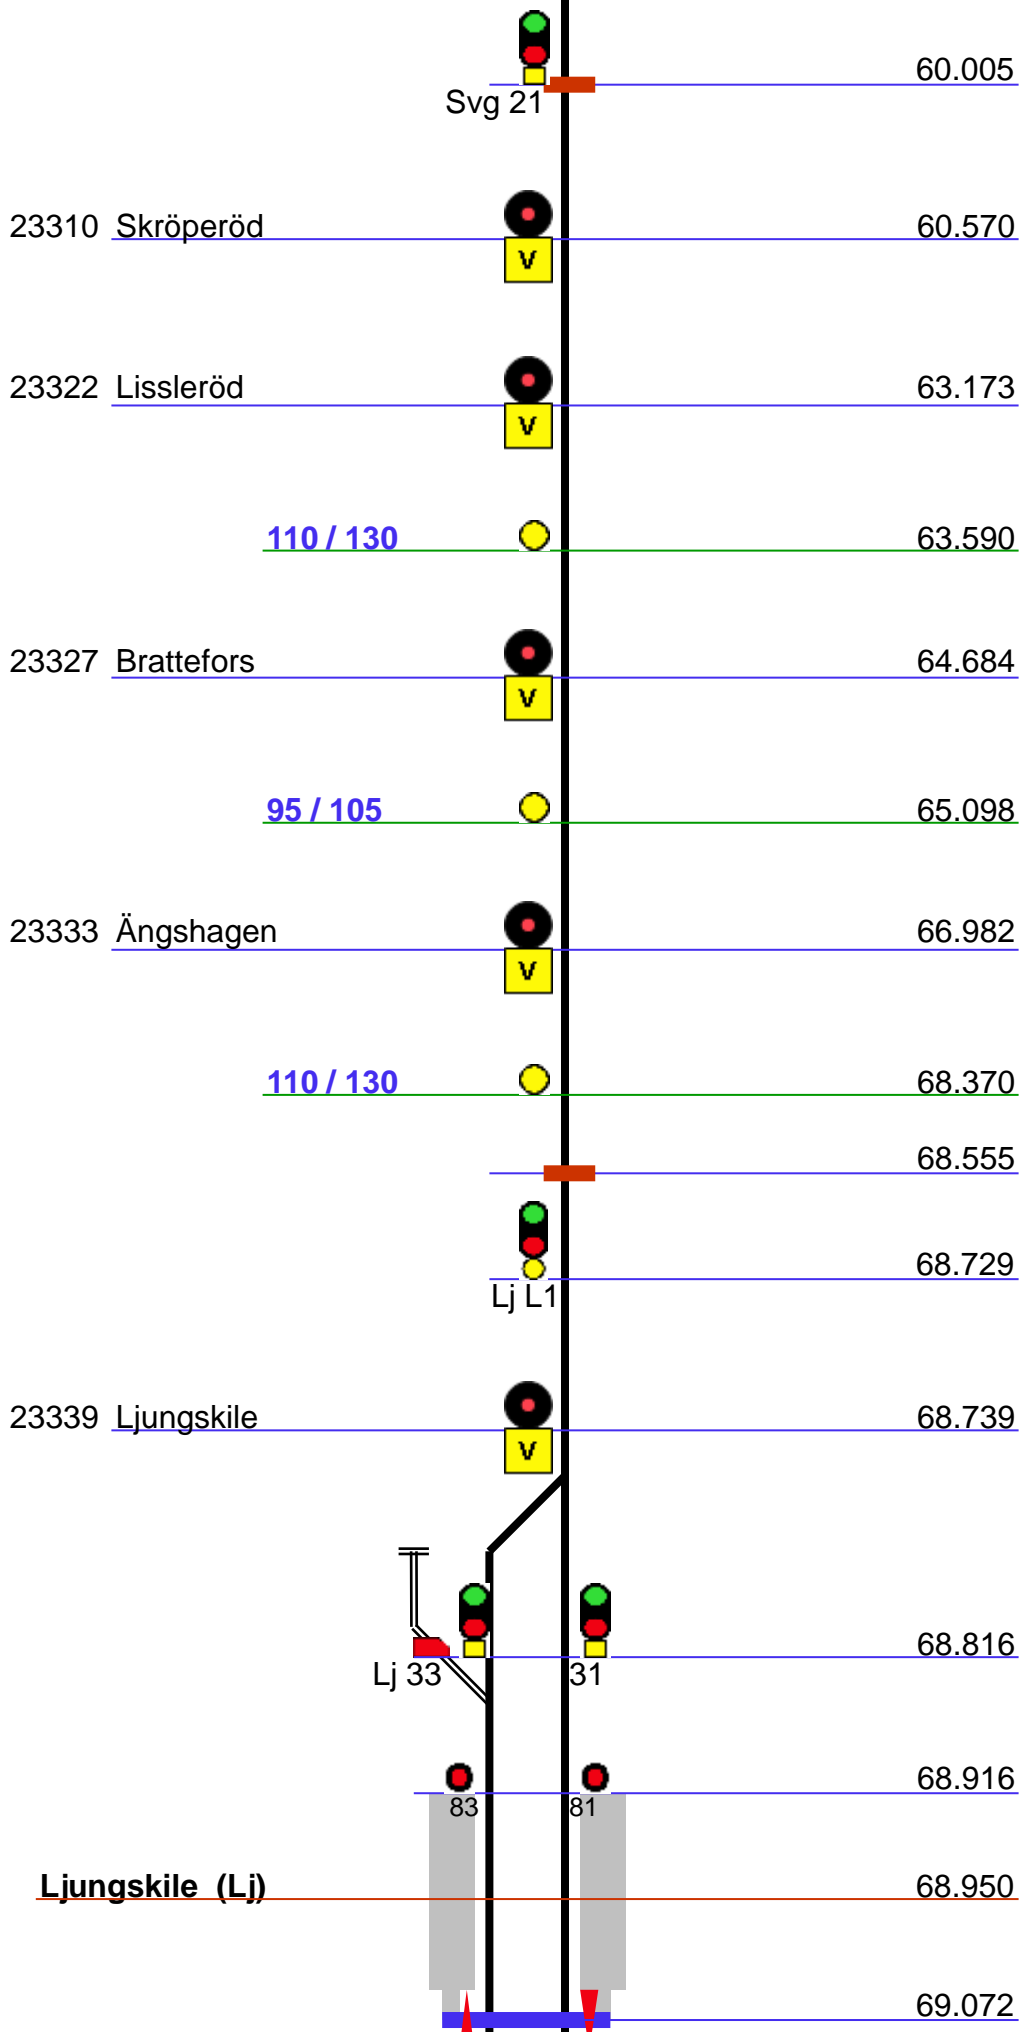 60.005
Svg 21
23310 Skröperöd 60.570
V
23322 Lissleröd 63.173
V
110 / 130 63.590
23327 Brattefors 64.684
V
95 / 105 65.098
23333 Ängshagen 66.982
V
110 / 130 68.370
68.555
68.729
Lj L1
23339 Ljungskile 68.739
V
68.816
Lj 33 31
68.916
83 81
Ljungskile (Lj) 68.950
69.072